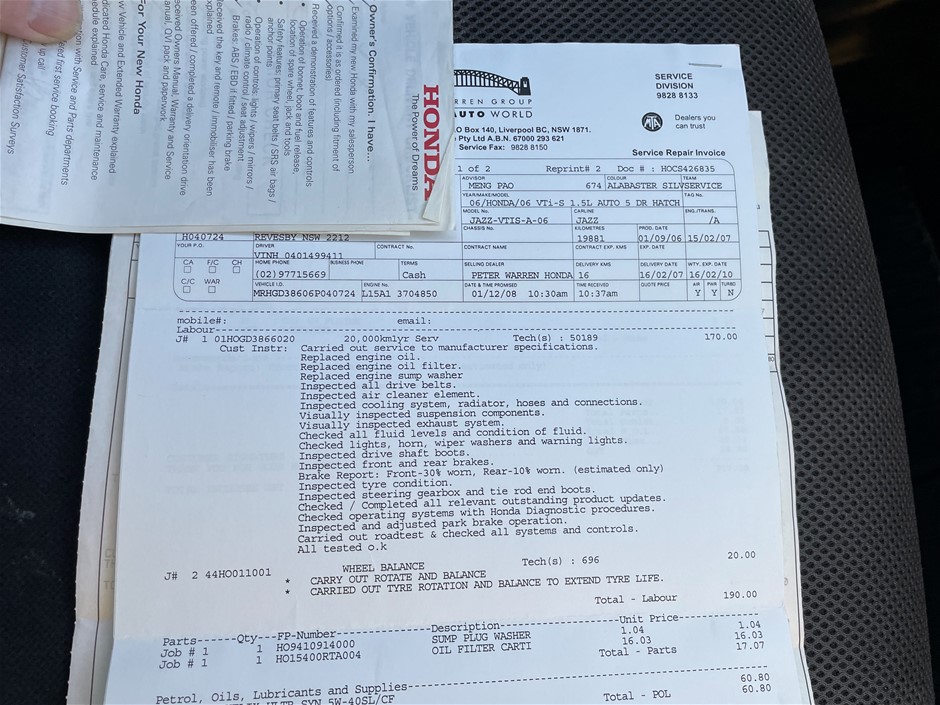 HONDA
The Power of Dreams
Owner's Confirmation. I have...
Examined my new Honda with my salesperson
Confirmed it is as ordered (including fitment of
options / accessories)
Received a demonstration of features and controls
• Operation of bonnet, boot and fuel release,
location of spare wheel, jack and tools
• Safety features: primary seat belts / SRS air bags /
anchor points
• Operation of controls: lights / wipers / mirrors /
radio / climate control / seat adjustment
• Brakes: ABS / EBD if fitted / parking brake
received the key and remote / immobiliser has been
explained
been offered / completed a delivery orientation drive
received Owners Manual, Warranty and Service
manual, OVI pack and paperwork
For Your New Honda
Vehicle and Extended Warranty explained
dicated Honda Care, service and maintenance
schedule explained
with Service and Parts departments
first service booking
up call
stomer Satisfaction Surveys
RREN GROUP
AUTO WORLD
O Box 140, Liverpool BC, NSW 1871.
Pty Ltd A.B.N. 67000 293 621
Service Fax: 9828 8150
SERVICE
DIVISION
9828 8133
MTA
Dealers you
can trust
Service Repair Invoice
1 of 2 Reprint# 2 Doc # : HOCS426835
ADVISOR COLOUR TEAM
MENG PAO 674 ALABASTER SILVSERVICE
YEAR/MAKE/MODEL TAG No.
06/HONDA/06 VTi-S 1.5L AUTO 5 DR HATCH
MODEL No. CARLINE ENG./TRANS.
JAZZ-VTIS-A-06 JAZZ /A
CHASSIS No. KILOMETRES PROD. DATE
H040724 REVESBY NSW 2212 19881 01/09/06 15/02/07
YOUR P.O. DRIVER CONTRACT No. CONTRACT NAME CONTRACT EXP. KMS EXP. DATE
VINH 0401499411
CA F/C CH HOME PHONE BUSINESS PHONE TERMS SELLING DEALER DELIVERY KMS DELIVERY DATE WTY. EXP. DATE
(02)97715669 Cash PETER WARREN HONDA 16 16/02/07 16/02/10
C/C WAR VEHICLE I.D. ENGINE No. DATE & TIME PROMISED TIME RECEIVED QUOTE PRICE AIR PWR TURBO
MRHGD38606P040724 L15A1 3704850 01/12/08 10:30am 10:37am Y Y N
mobile#: email:
Labour
J# 1 01HOGD3866020 20,000kmlyr Serv Tech(s) : 50189 170.00
Cust Instr: Carried out service to manufacturer specifications.
Replaced engine oil.
Replaced engine oil filter.
Replaced engine sump washer
Inspected all drive belts.
Inspected air cleaner element.
Inspected cooling system, radiator, hoses and connections.
Visually inspected suspension components.
Visually inspected exhaust system.
Checked all fluid levels and condition of fluid.
Checked lights, horn, wiper washers and warning lights.
Inspected drive shaft boots.
Inspected front and rear brakes.
Brake Report: Front-30% worn, Rear-10% worn. (estimated only)
Inspected tyre condition.
Inspected steering gearbox and tie rod end boots.
Checked / Completed all relevant outstanding product updates.
Checked operating systems with Honda Diagnostic procedures.
Inspected and adjusted park brake operation.
Carried out roadtest & checked all systems and controls.
All tested o.k
J# 2 44HO011001 WHEEL BALANCE Tech(s) : 696 20.00
* CARRY OUT ROTATE AND BALANCE
* CARRIED OUT TYRE ROTATION AND BALANCE TO EXTEND TYRE LIFE.
Total - Labour 190.00
Parts------Qty---FP-Number---------------Description---------------Unit Price-
Job # 1 1 HO9410914000 SUMP PLUG WASHER 1.04 1.04
Job # 1 1 HO15400RTA004 OIL FILTER CARTI 16.03 16.03
Total - Parts 17.07
Petrol, Oils, Lubricants and Supplies
ULTR SYN 5W-40SL/CF 60.80
Total - POL 60.80